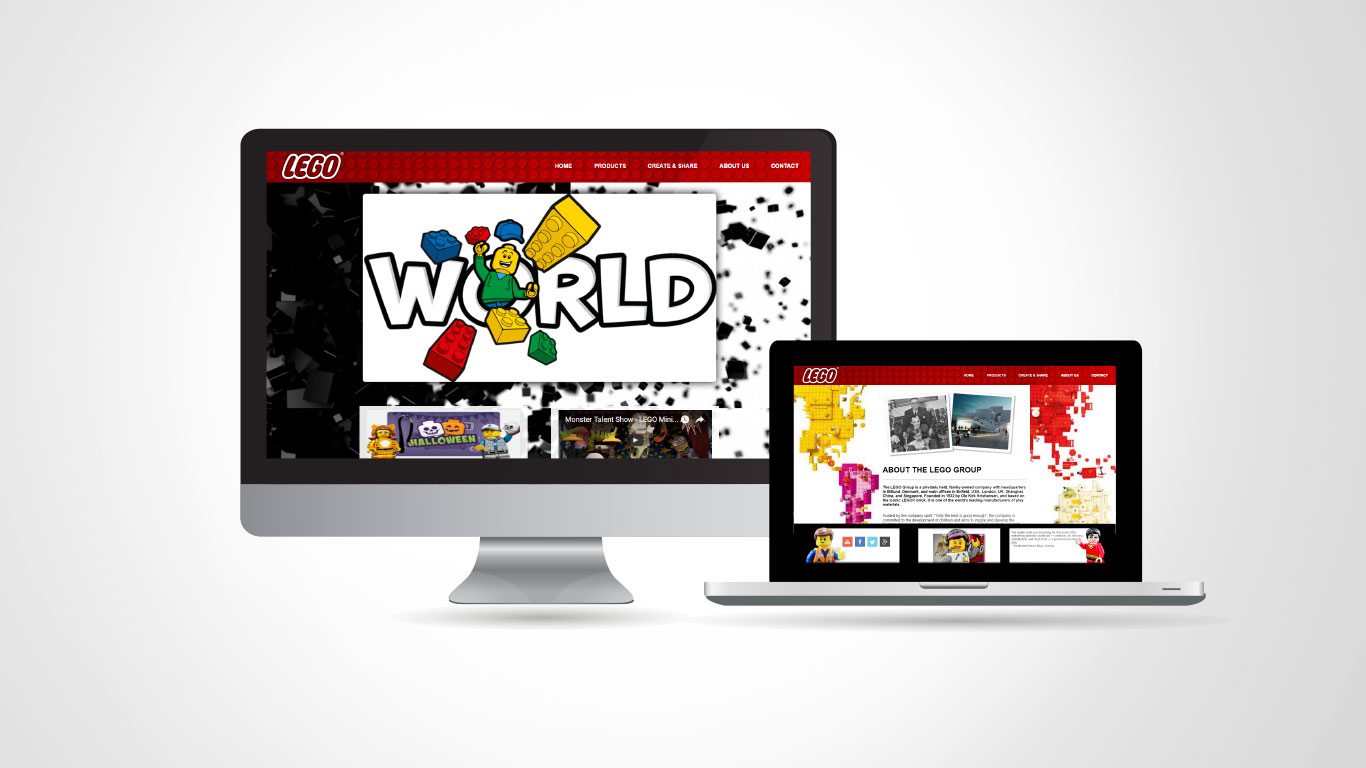 LEGO®
HOME PRODUCTS CREATE & SHARE ABOUT US CONTACT
WORLD
HALLOWEEN
Monster Talent Show - LEGO Mini...
LEGO
HOME PRODUCTS CREATE & SHARE ABOUT US CONTACT
ABOUT THE LEGO GROUP
The LEGO Group is a privately held, family-owned company with headquarters
in Billund, Denmark, and main offices in Enfield, USA, London, UK, Shanghai,
China, and Singapore. Founded in 1932 by Ole Kirk Kristiansen, and based on
the iconic LEGO® brick, it is one of the world's leading manufacturers of play
materials.
Guided by the company spirit: "Only the best is good enough", the company is
committed to the development of children and aims to inspire and develop the